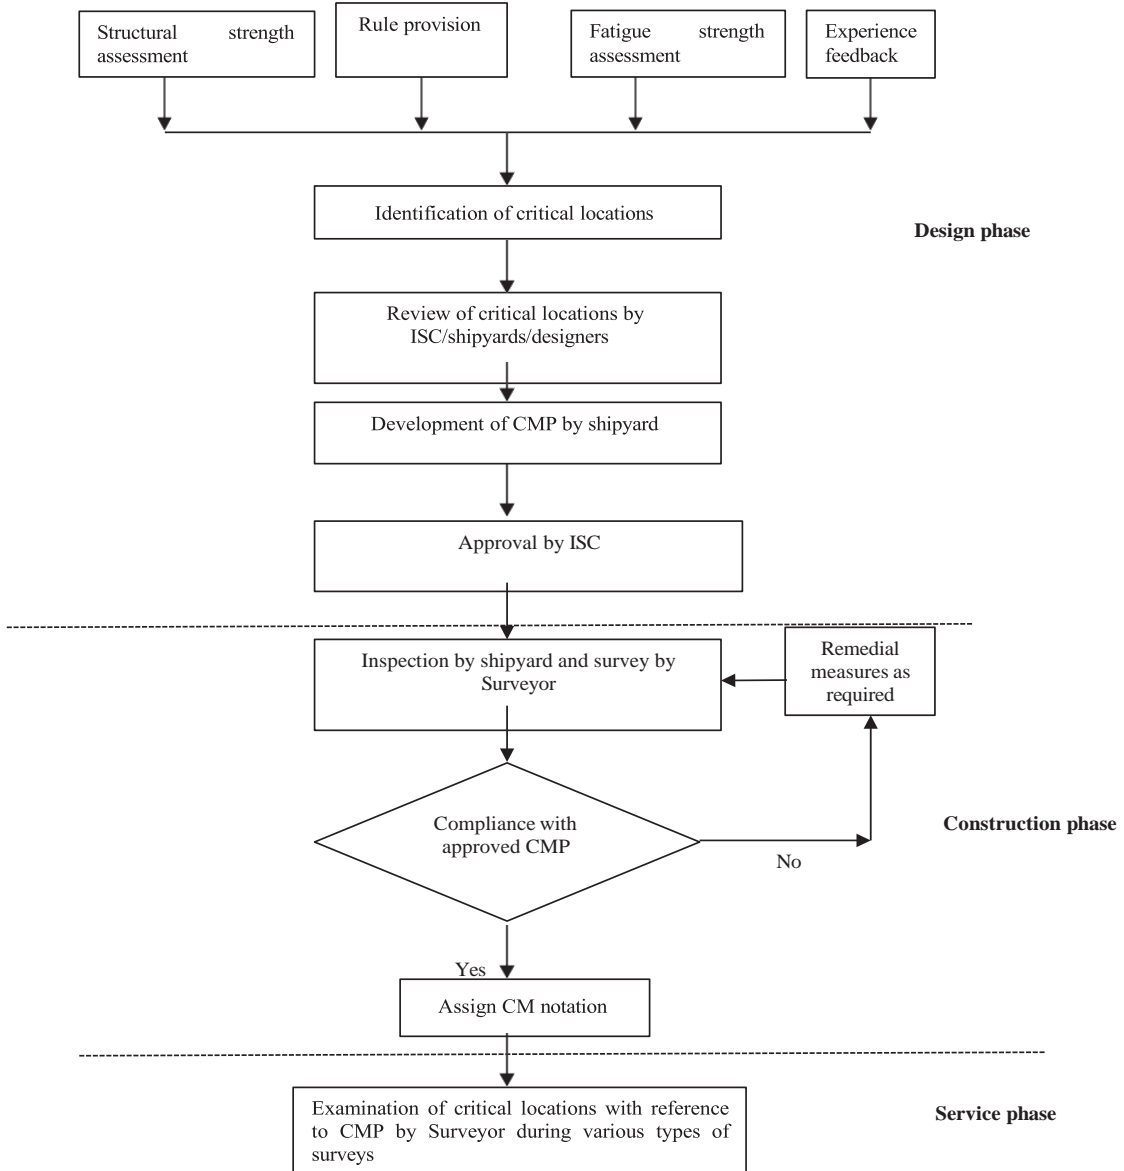 Structural strength
assessment
Rule provision
Fatigue strength
assessment
Experience
feedback
Identification of critical locations
Design phase
Review of critical locations by
ISC/shipyards/designers
Development of CMP by shipyard
Approval by ISC
Inspection by shipyard and survey by
Surveyor
Remedial
measures as
required
Compliance with
approved CMP
No
Construction phase
Yes
Assign CM notation
Examination of critical locations with reference
to CMP by Surveyor during various types of
surveys
Service phase